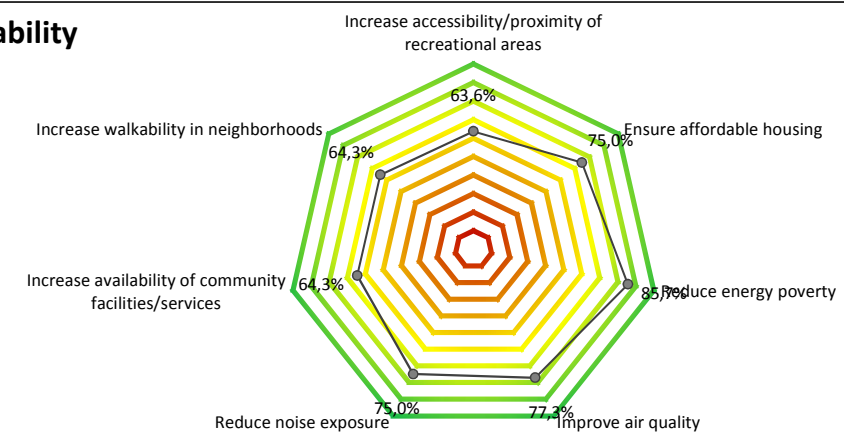 ability
Increase accessibility/proximity of
recreational areas
63,6%
Increase walkability in neighborhoods
64,3%
75,0%
Ensure affordable housing
Increase availability of community
facilities/services
64,3%
85,7%
Reduce energy poverty
Reduce noise exposure
75,0%
77,3%
Improve air quality